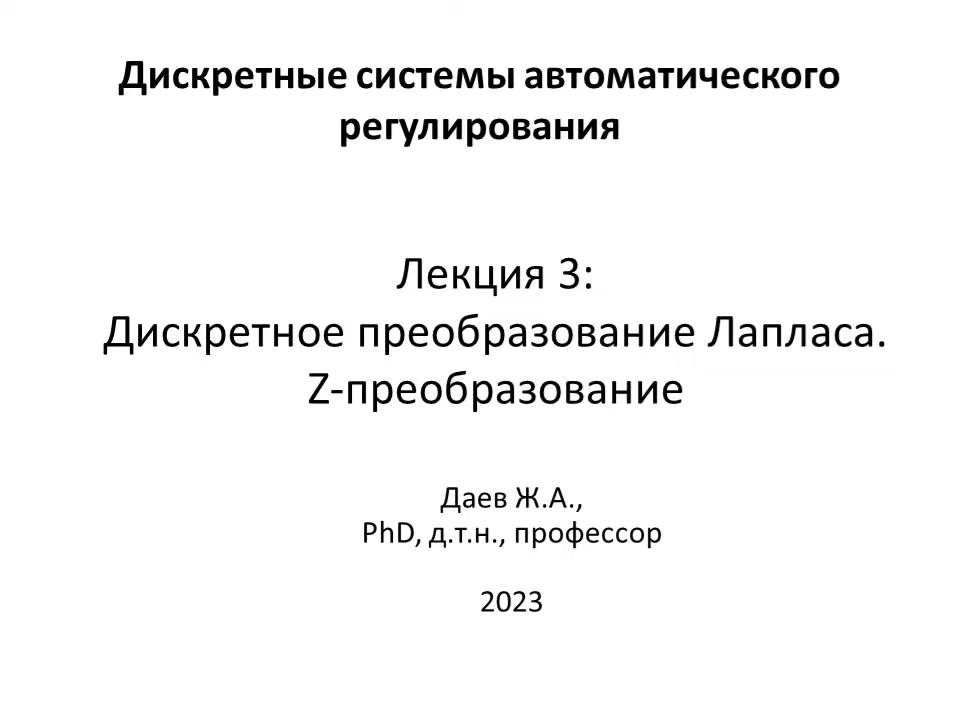 Дискретные системы автоматического
регулирования
Лекция 3:
Дискретное преобразование Лапласа.
Z-преобразование
Даев Ж.А.,
PhD, д.т.н., профессор
2023